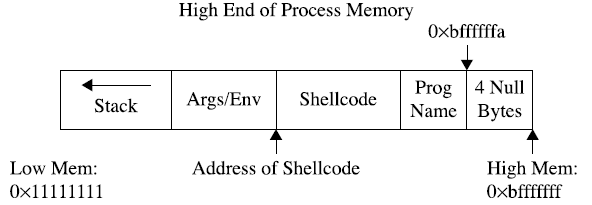 High End of Process Memory
0×bffffffa
Stack
Args/Env
Shellcode
Prog
Name
4 Null
Bytes
Low Mem:
0×11111111
Address of Shellcode
High Mem:
0×bfffffff